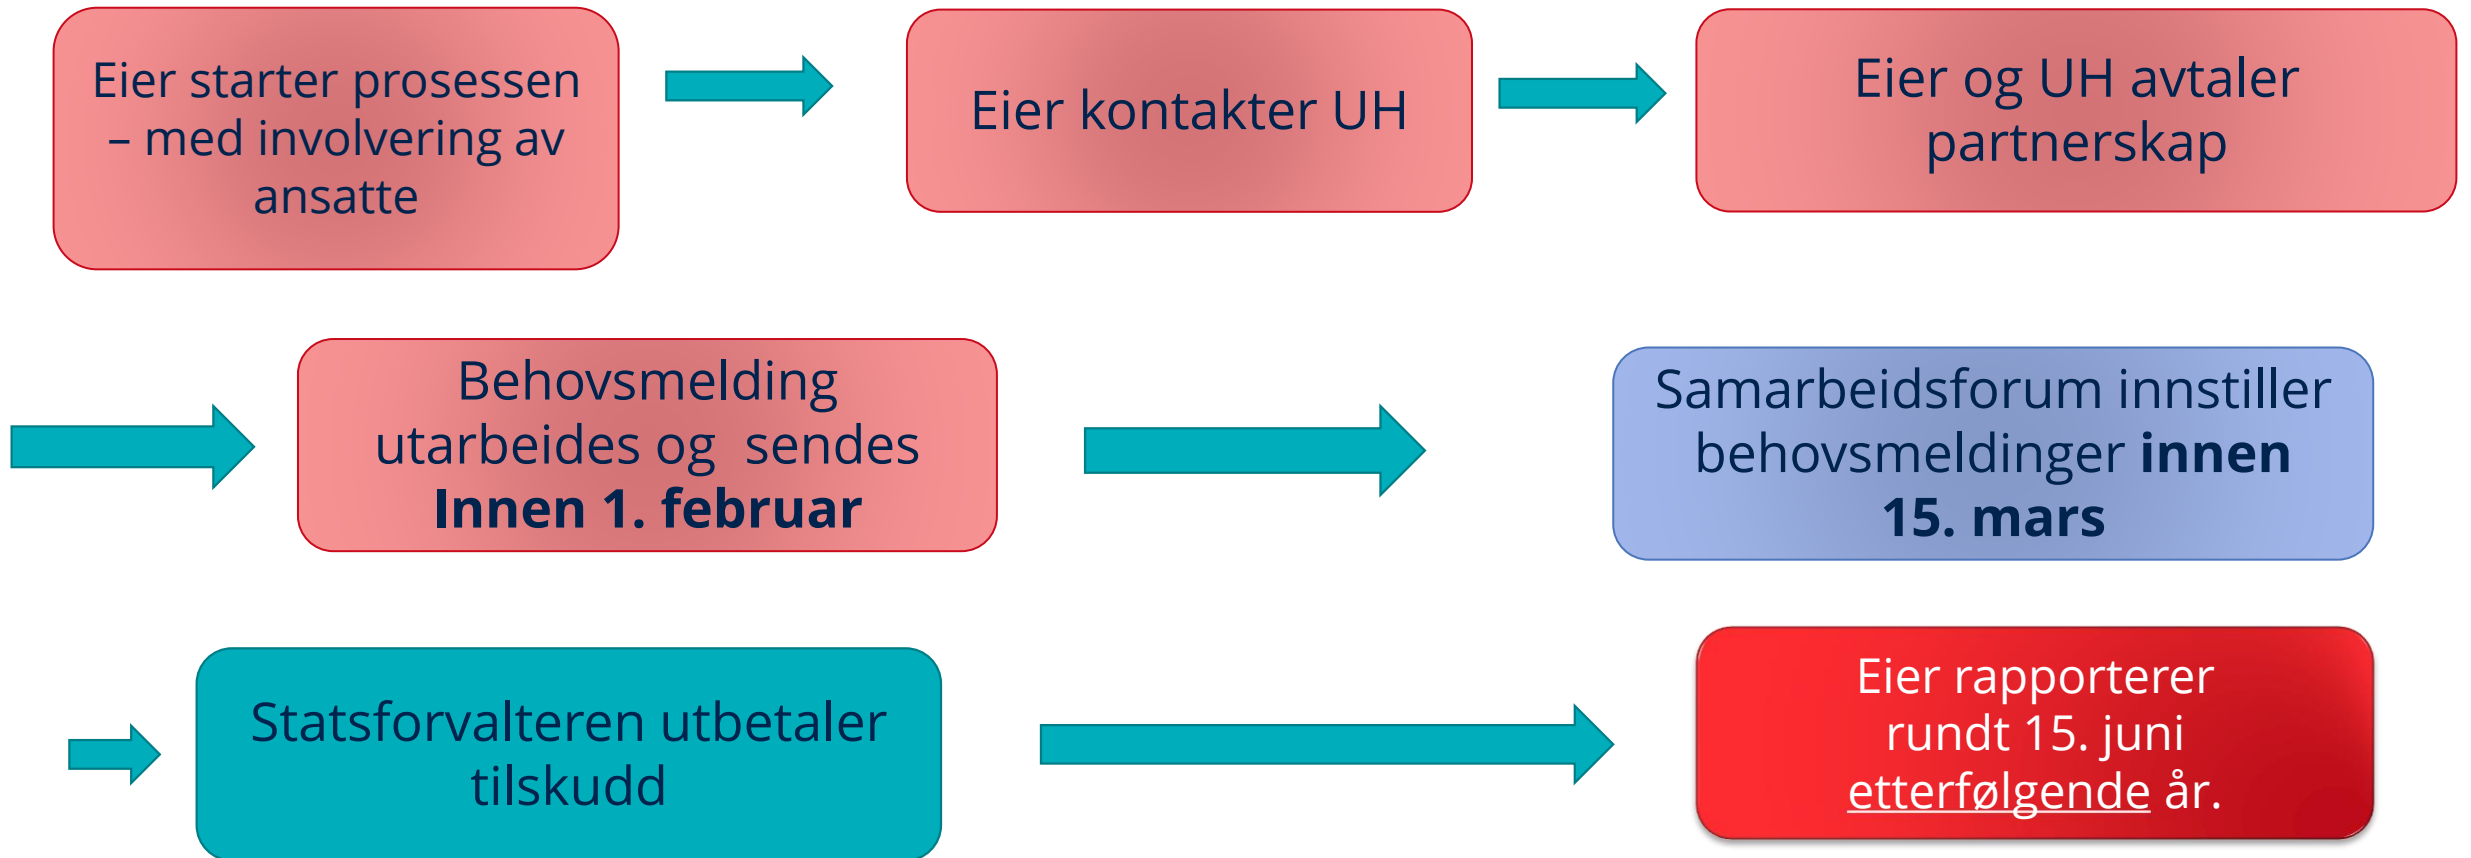 Eier starter prosessen
– med involvering av
ansatte
Eier kontakter UH
Eier og UH avtaler
partnerskap
Behovsmelding
utarbeides og  sendes
Innen 1. februar
Samarbeidsforum innstiller
behovsmeldinger innen
15. mars
Statsforvalteren utbetaler
tilskudd
Eier rapporterer
rundt 15. juni
etterfølgende år.